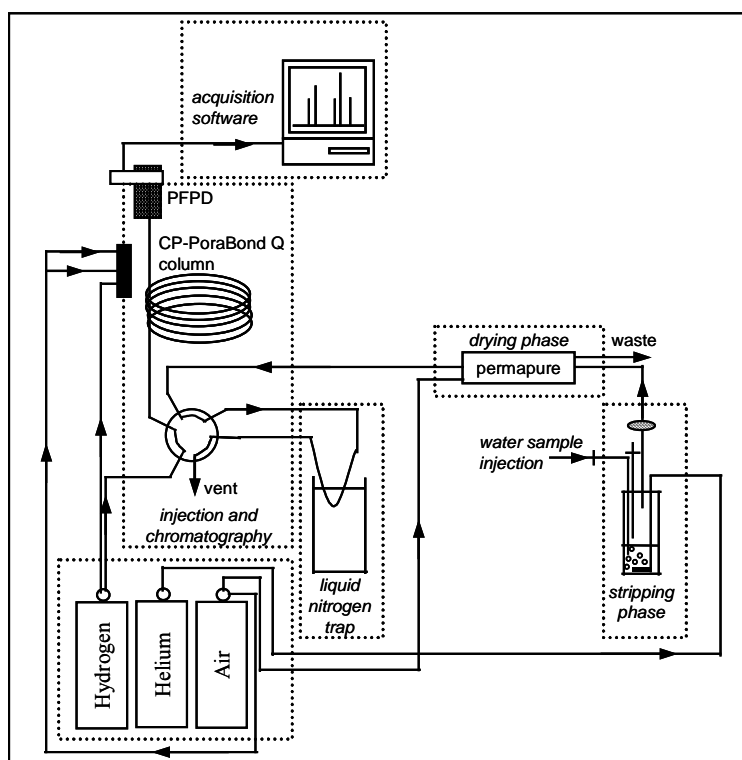 acquisition
software
PFPD
CP-PoraBond Q
column
drying phase
waste
permapure
water sample
injection
vent
injection and
chromatography
liquid
nitrogen
trap
stripping
phase
Hydrogen
Helium
Air